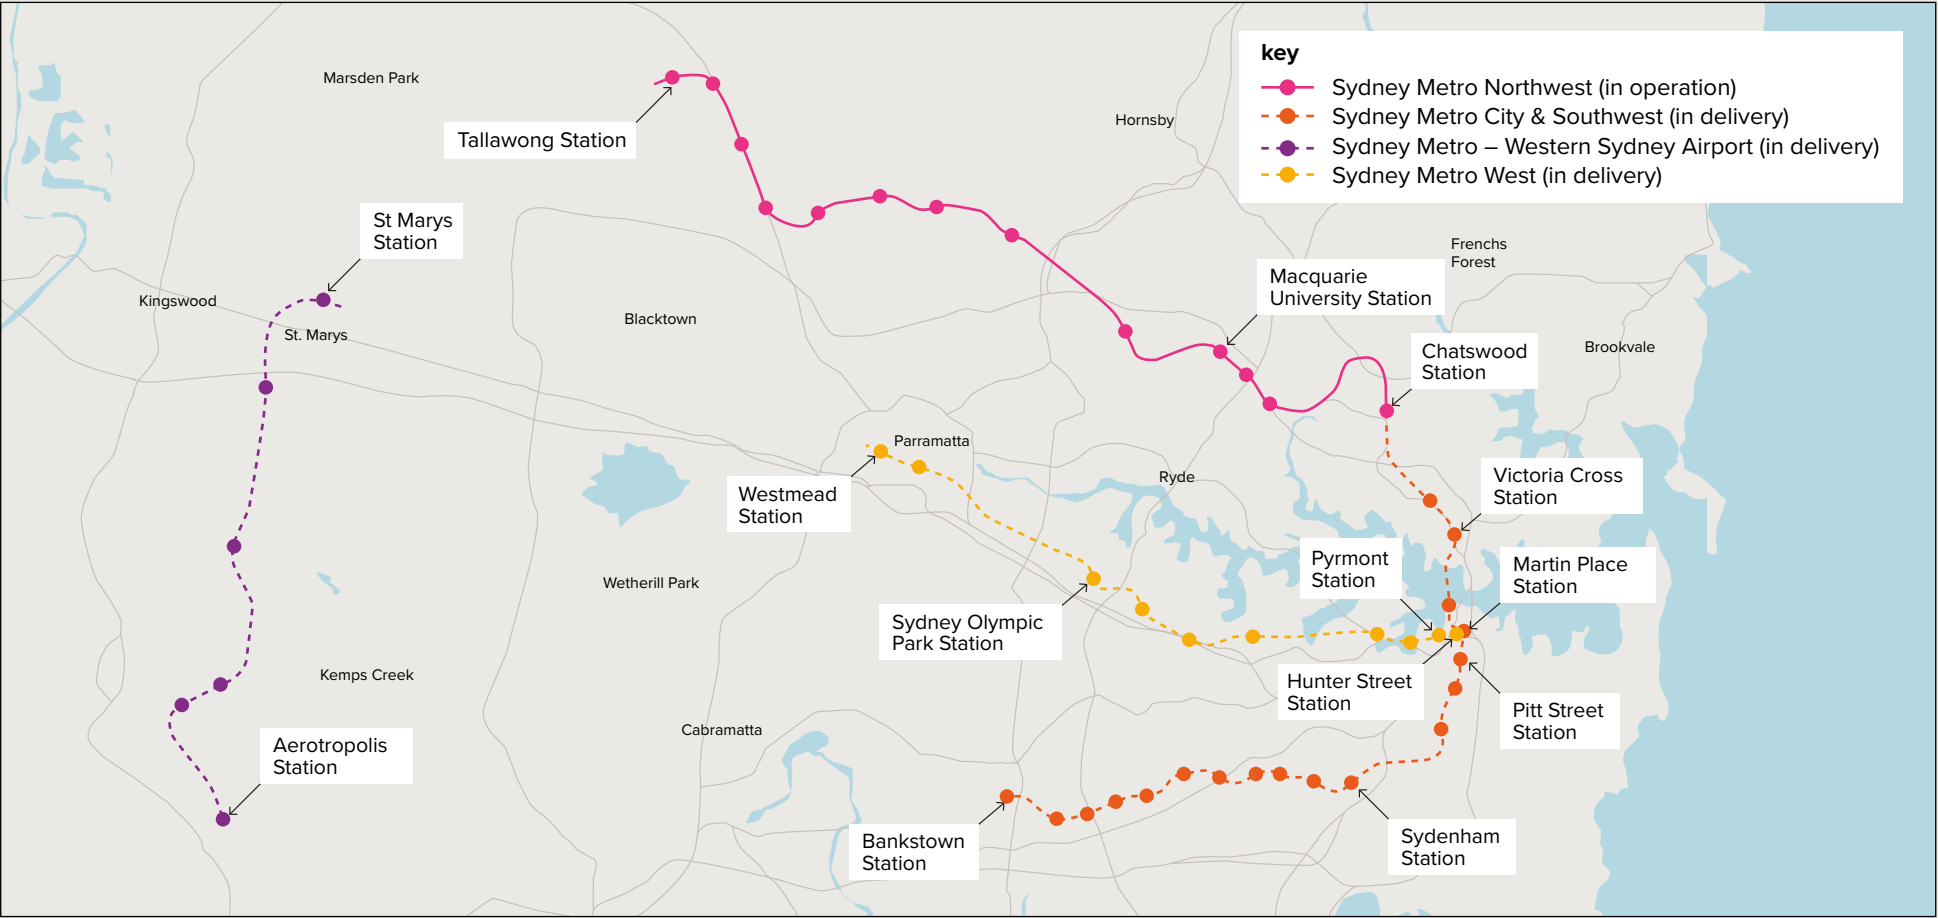 key
Sydney Metro Northwest (in operation)
Sydney Metro City & Southwest (in delivery)
Sydney Metro – Western Sydney Airport (in delivery)
Sydney Metro West (in delivery)
Marsden Park
Hornsby
Tallawong Station
St Marys
Station
Frenchs
Forest
Macquarie
University Station
Kingswood
St. Marys
Blacktown
Brookvale
Chatswood
Station
Parramatta
Ryde
Victoria Cross
Station
Westmead
Station
Pyrmont
Station
Martin Place
Station
Wetherill Park
Sydney Olympic
Park Station
Kemps Creek
Hunter Street
Station
Pitt Street
Station
Cabramatta
Aerotropolis
Station
Bankstown
Station
Sydenham
Station